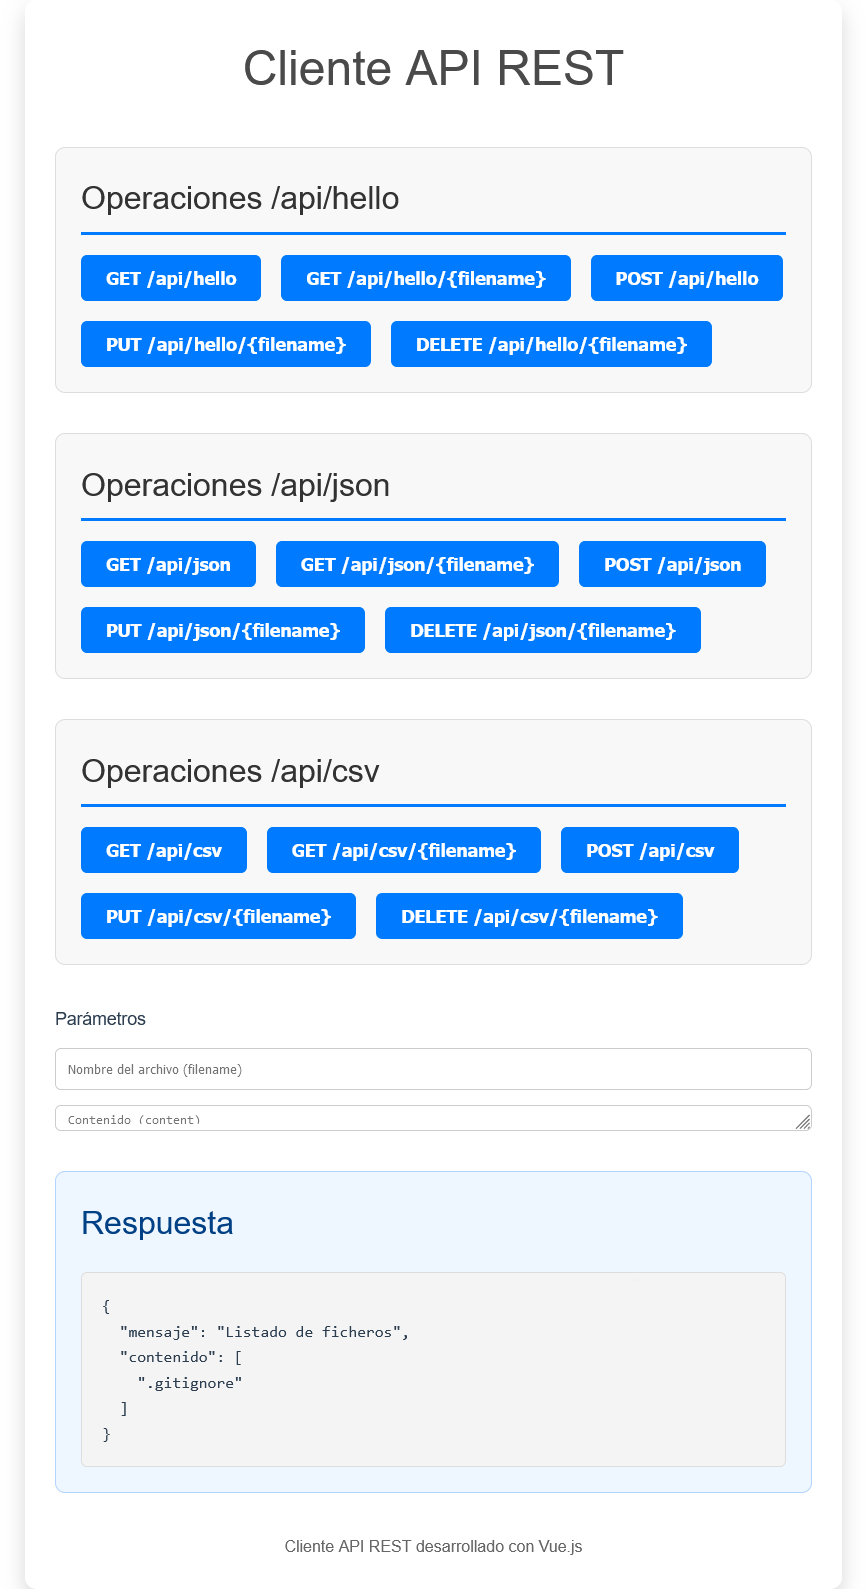 Cliente API REST
Operaciones /api/hello
GET /api/hello
GET /api/hello/{filename}
POST /api/hello
PUT /api/hello/{filename}
DELETE /api/hello/{filename}
Operaciones /api/json
GET /api/json
GET /api/json/{filename}
POST /api/json
PUT /api/json/{filename}
DELETE /api/json/{filename}
Operaciones /api/csv
GET /api/csv
GET /api/csv/{filename}
POST /api/csv
PUT /api/csv/{filename}
DELETE /api/csv/{filename}
Parámetros
Nombre del archivo (filename)
Contenido (content)
Respuesta
{
  "mensaje": "Listado de ficheros",
  "contenido": [
    ".gitignore"
  ]
}
Cliente API REST desarrollado con Vue.js